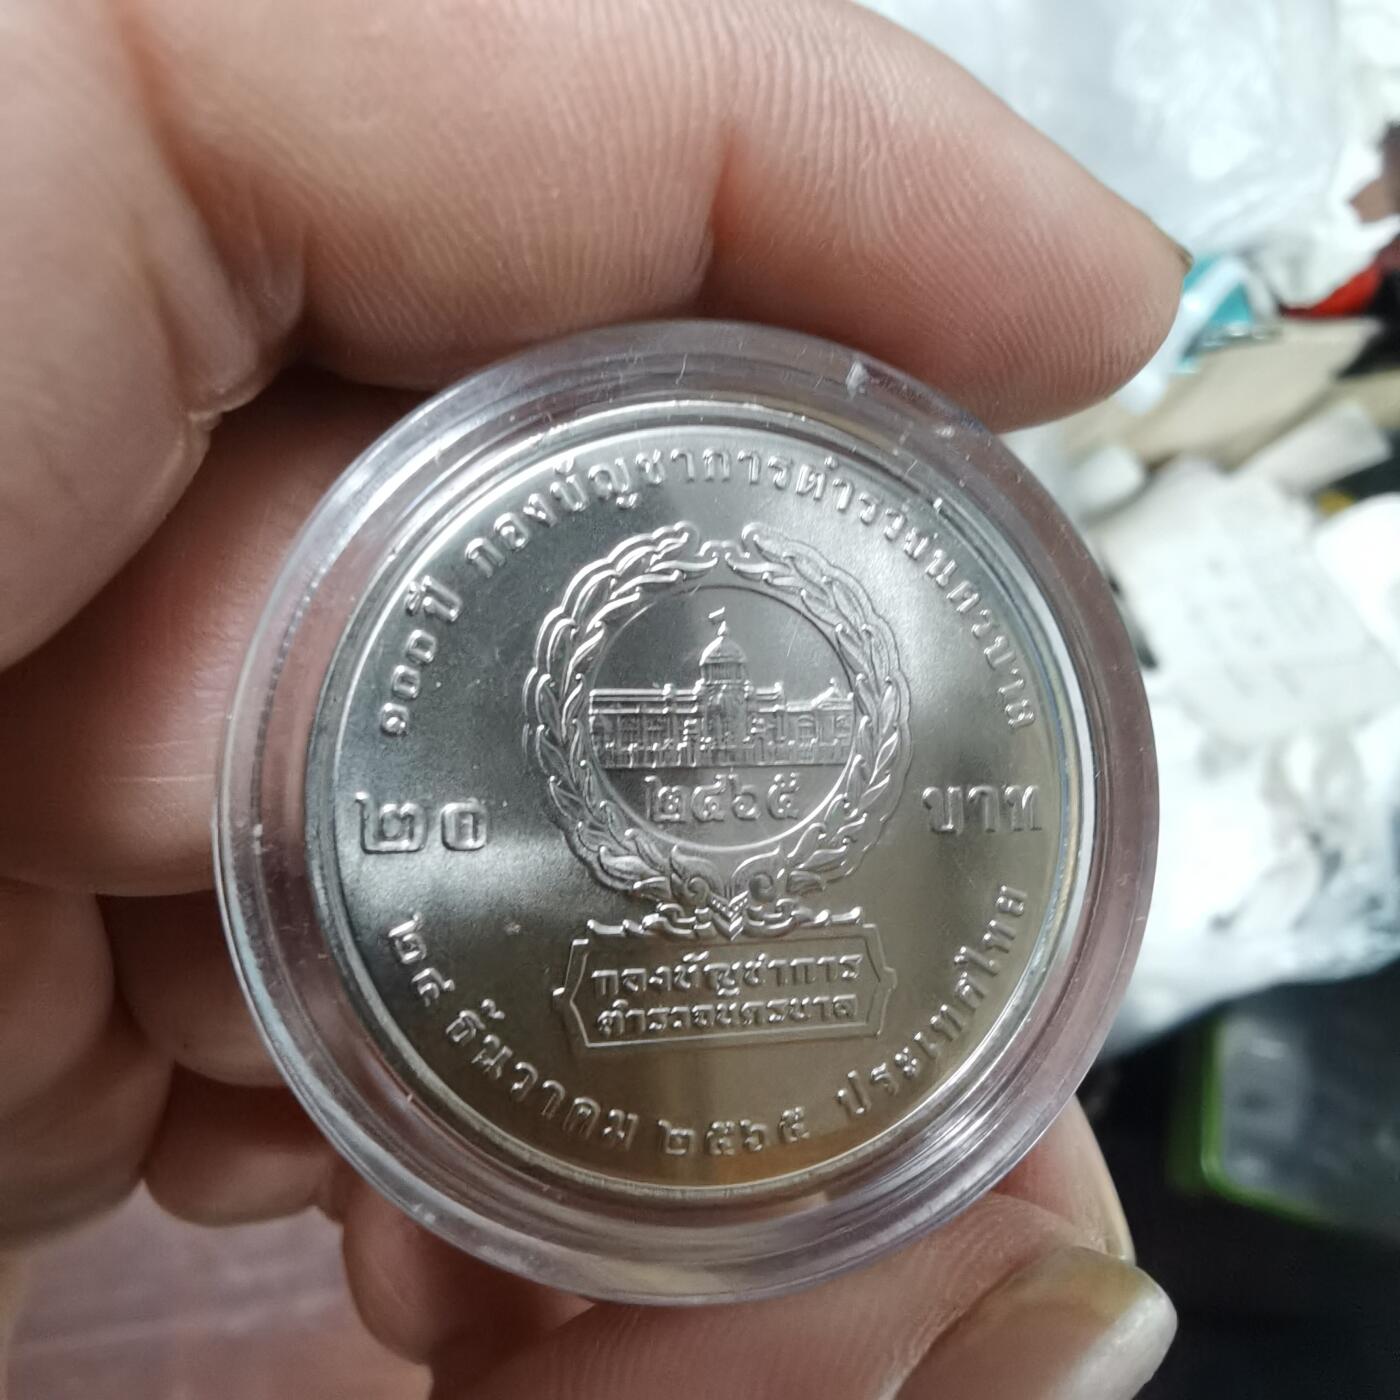 ๑๐๐ ปี กองบัญชาการตำรวจนครบาล
๒๔๖๕
๒๐ บาท
กองบัญชาการ
ตำรวจนครบาล
๒๘ ธันวาคม ๒๕๖๕ ประเทศไทย